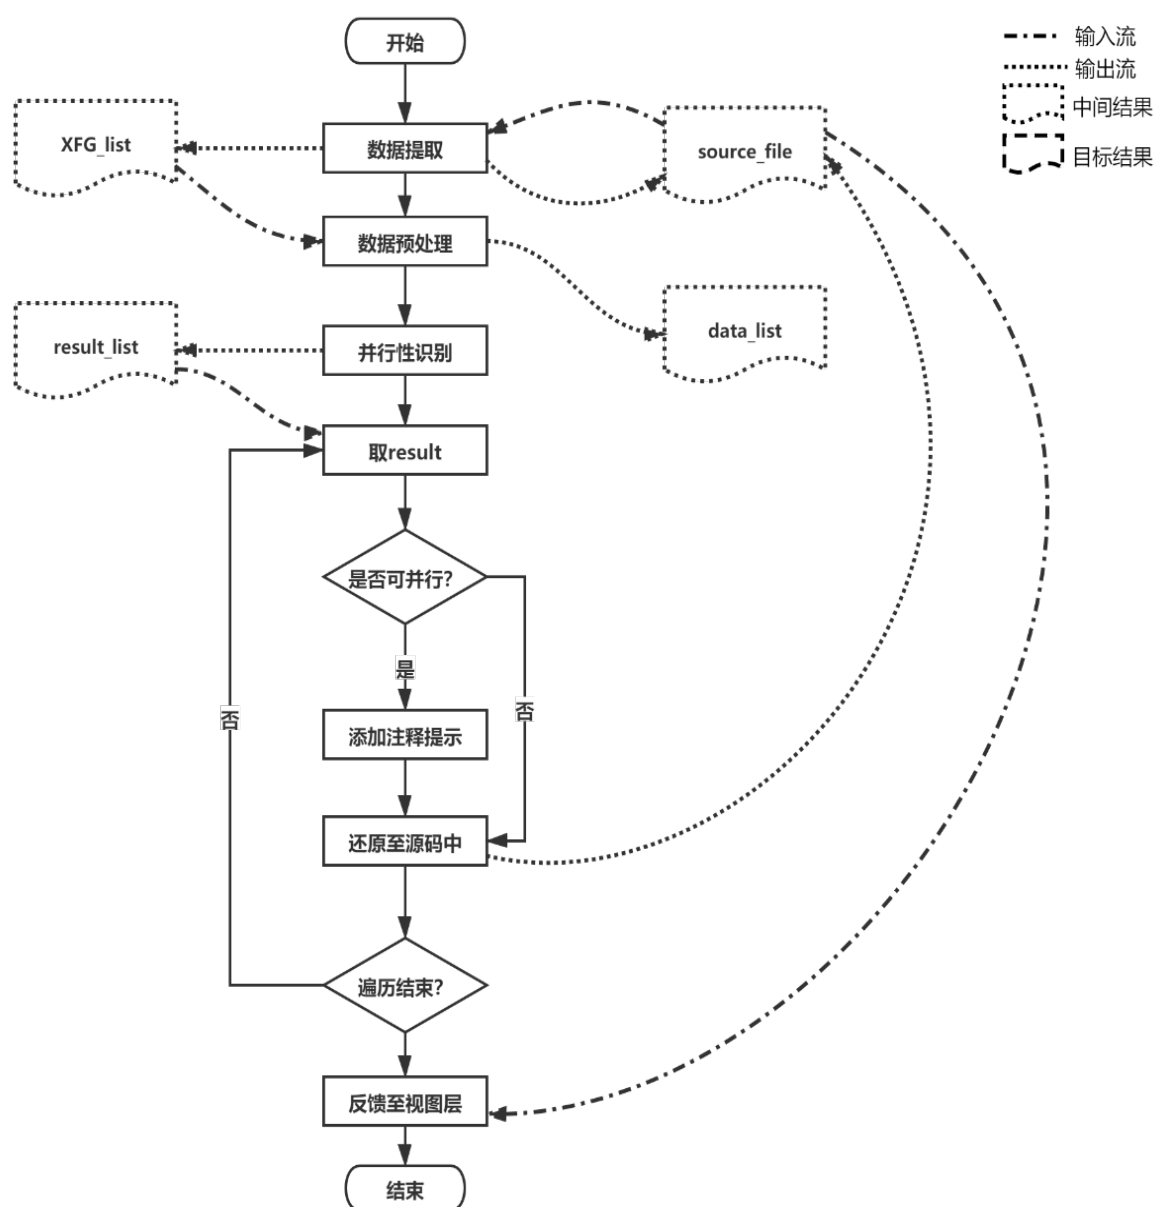 开始
输入流
输出流
中间结果
目标结果
XFG_list
数据提取
source_file
数据预处理
data_list
result_list
并行性识别
取result
是否可并行?
是
否
否
添加注释提示
还原至源码中
遍历结束?
反馈至视图层
结束